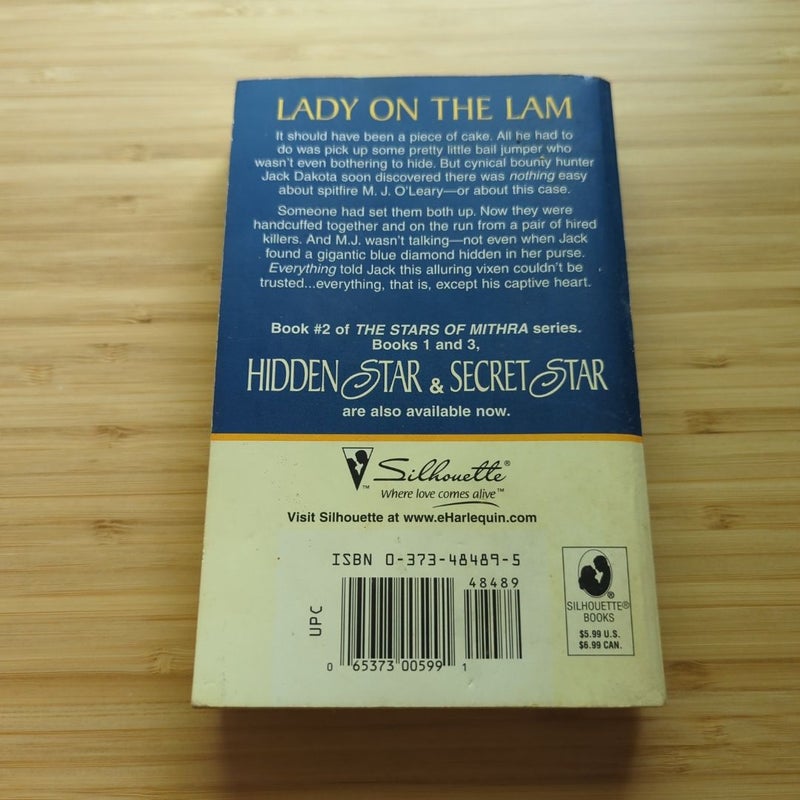 LADY ON THE LAM
It should have been a piece of cake. All he had to
do was pick up some pretty little bail jumper who
wasn't even bothering to hide. But cynical bounty hunter
Jack Dakota soon discovered there was nothing easy
about spitfire M. J. O'Leary—or about this case.
Someone had set them both up. Now they were
handcuffed together and on the run from a pair of hired
killers. And M.J. wasn't talking—not even when Jack
found a gigantic blue diamond hidden in her purse.
Everything told Jack this alluring vixen couldn't be
trusted...everything, that is, except his captive heart.
Book #2 of THE STARS OF MITHRA series.
Books 1 and 3,
HIDDEN STAR & SECRET STAR
are also available now.
Silhouette®
™ Where love comes alive™
Visit Silhouette at www.eHarlequin.com
ISBN 0-373-48489-5
48489
UPC
0 65373 00599 1
®
SILHOUETTE®
BOOKS
$5.99 U.S.
$6.99 CAN.